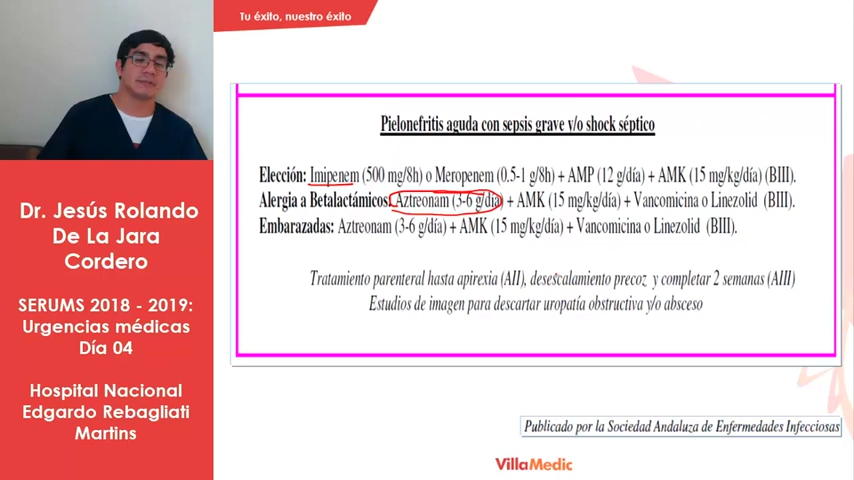 Tu éxito, nuestro éxito
Dr. Jesús Rolando
De La Jara
Cordero
SERUMS 2018 - 2019:
Urgencias médicas
Día 04
Hospital Nacional
Edgardo Rebagliati
Martins
Pielonefritis aguda con sepsis grave y/o shock séptico
Elección: Imipenem (500 mg/8h) o Meropenem (0.5-1 g/8h) + AMP (12 g/día) + AMK (15 mg/kg/día) (BIII).
Alergia a Betalactámicos: Aztreonam (3-6 g/día) + AMK (15 mg/kg/día) + Vancomicina o Linezolid (BIII).
Embarazadas: Aztreonam (3-6 g/día) + AMK (15 mg/kg/día) + Vancomicina o Linezolid (BIII).
Tratamiento parenteral hasta apirexia (AII), desescalamiento precoz y completar 2 semanas (AIII)
Estudios de imagen para descartar uropatía obstructiva y/o absceso
Publicado por la Sociedad Andaluza de Enfermedades Infecciosas
VillaMedic